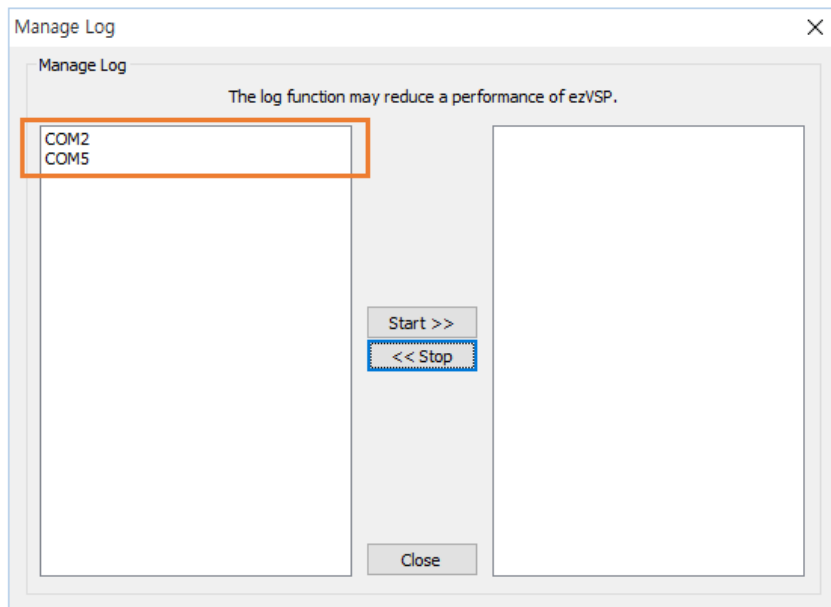 Manage Log
Manage Log
The log function may reduce a performance of ezVSP.
COM2
COM5
Start >>
<< Stop
Close